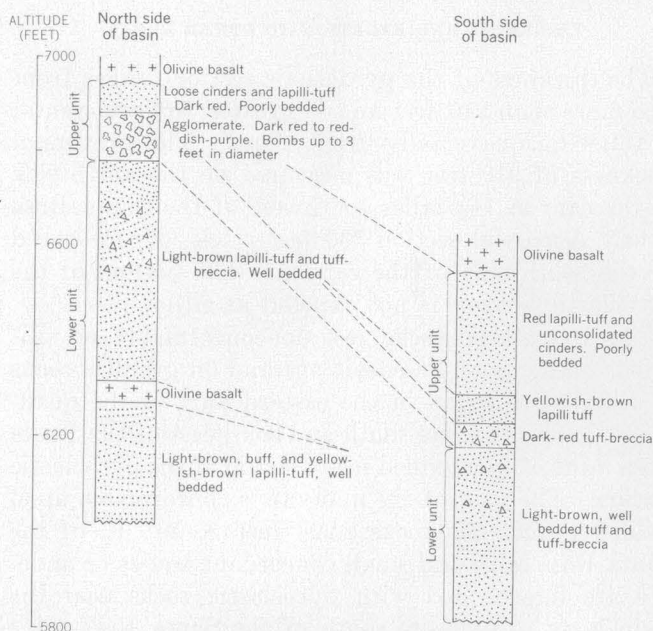 ALTITUDE
(FEET)
North side
of basin
South side
of basin
7000
6600
6200
5800
Upper unit
Lower unit
Olivine basalt
Loose cinders and lapilli-tuff
Dark red. Poorly bedded
Agglomerate. Dark red to red-
dish-purple. Bombs up to 3
feet in diameter
Light-brown lapilli-tuff and tuff-
breccia. Well bedded
Olivine basalt
Light-brown, buff, and yellow-
ish-brown lapilli-tuff, well
bedded
Upper unit
Lower unit
Olivine basalt
Red lapilli-tuff and
unconsolidated
cinders. Poorly
bedded
Yellowish-brown
lapilli tuff
Dark- red tuff-breccia
Light-brown, well
bedded tuff and
tuff-breccia